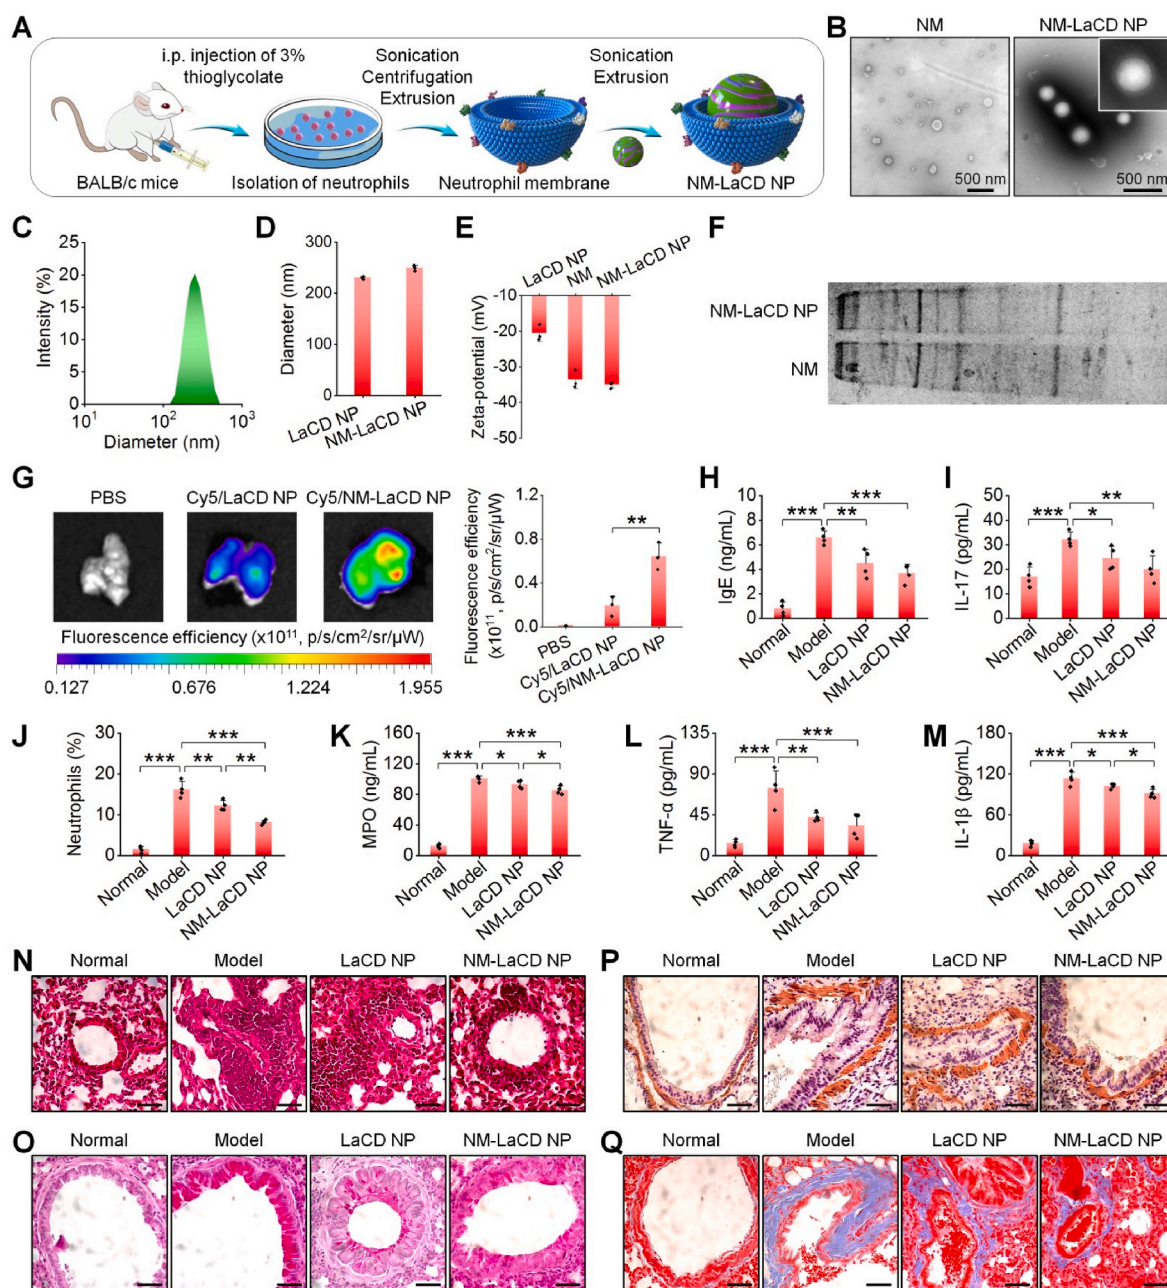 A
i.p. injection of 3%
thioglycolate
Sonication
Centrifugation
Extrusion
Sonication
Extrusion
BALB/c mice
Isolation of neutrophils
Neutrophil membrane
NM-LaCD NP
B
NM
NM-LaCD NP
500 nm
500 nm
C
Intensity (%)
25
20
15
10
5
0
10¹
10²
10³
Diameter (nm)
D
Diameter (nm)
300
200
100
0
LaCD NP
NM-LaCD NP
E
LaCD NP
NM
NM-LaCD NP
Zeta-potential (mV)
-10
-20
-30
-40
-50
F
NM-LaCD NP
NM
G
PBS
Cy5/LaCD NP
Cy5/NM-LaCD NP
Fluorescence efficiency (x10¹¹, p/s/cm²/sr/µW)
0.127
0.676
1.224
1.955
Fluorescence efficiency
(x10¹¹, p/s/cm²/sr/µW)
1.2
0.8
0.4
0.0
**
PBS
Cy5/LaCD NP
Cy5/NM-LaCD NP
H
IgE (ng/mL)
10
8
6
4
2
0
***
*** **
Normal
Model
LaCD NP
NM-LaCD NP
I
IL-17 (pg/mL)
50
40
30
20
10
0
**
*** *
Normal
Model
LaCD NP
NM-LaCD NP
J
Neutrophils (%)
30
20
10
0
***
*** ** **
Normal
Model
LaCD NP
NM-LaCD NP
K
MPO (ng/mL)
160
120
80
40
0
***
*** * *
Normal
Model
LaCD NP
NM-LaCD NP
L
TNF-α (pg/mL)
135
90
45
0
***
*** **
Normal
Model
LaCD NP
NM-LaCD NP
M
IL-1β (pg/mL)
180
120
60
0
***
*** * *
Normal
Model
LaCD NP
NM-LaCD NP
N
Normal
Model
LaCD NP
NM-LaCD NP
P
Normal
Model
LaCD NP
NM-LaCD NP
O
Normal
Model
LaCD NP
NM-LaCD NP
Q
Normal
Model
LaCD NP
NM-LaCD NP